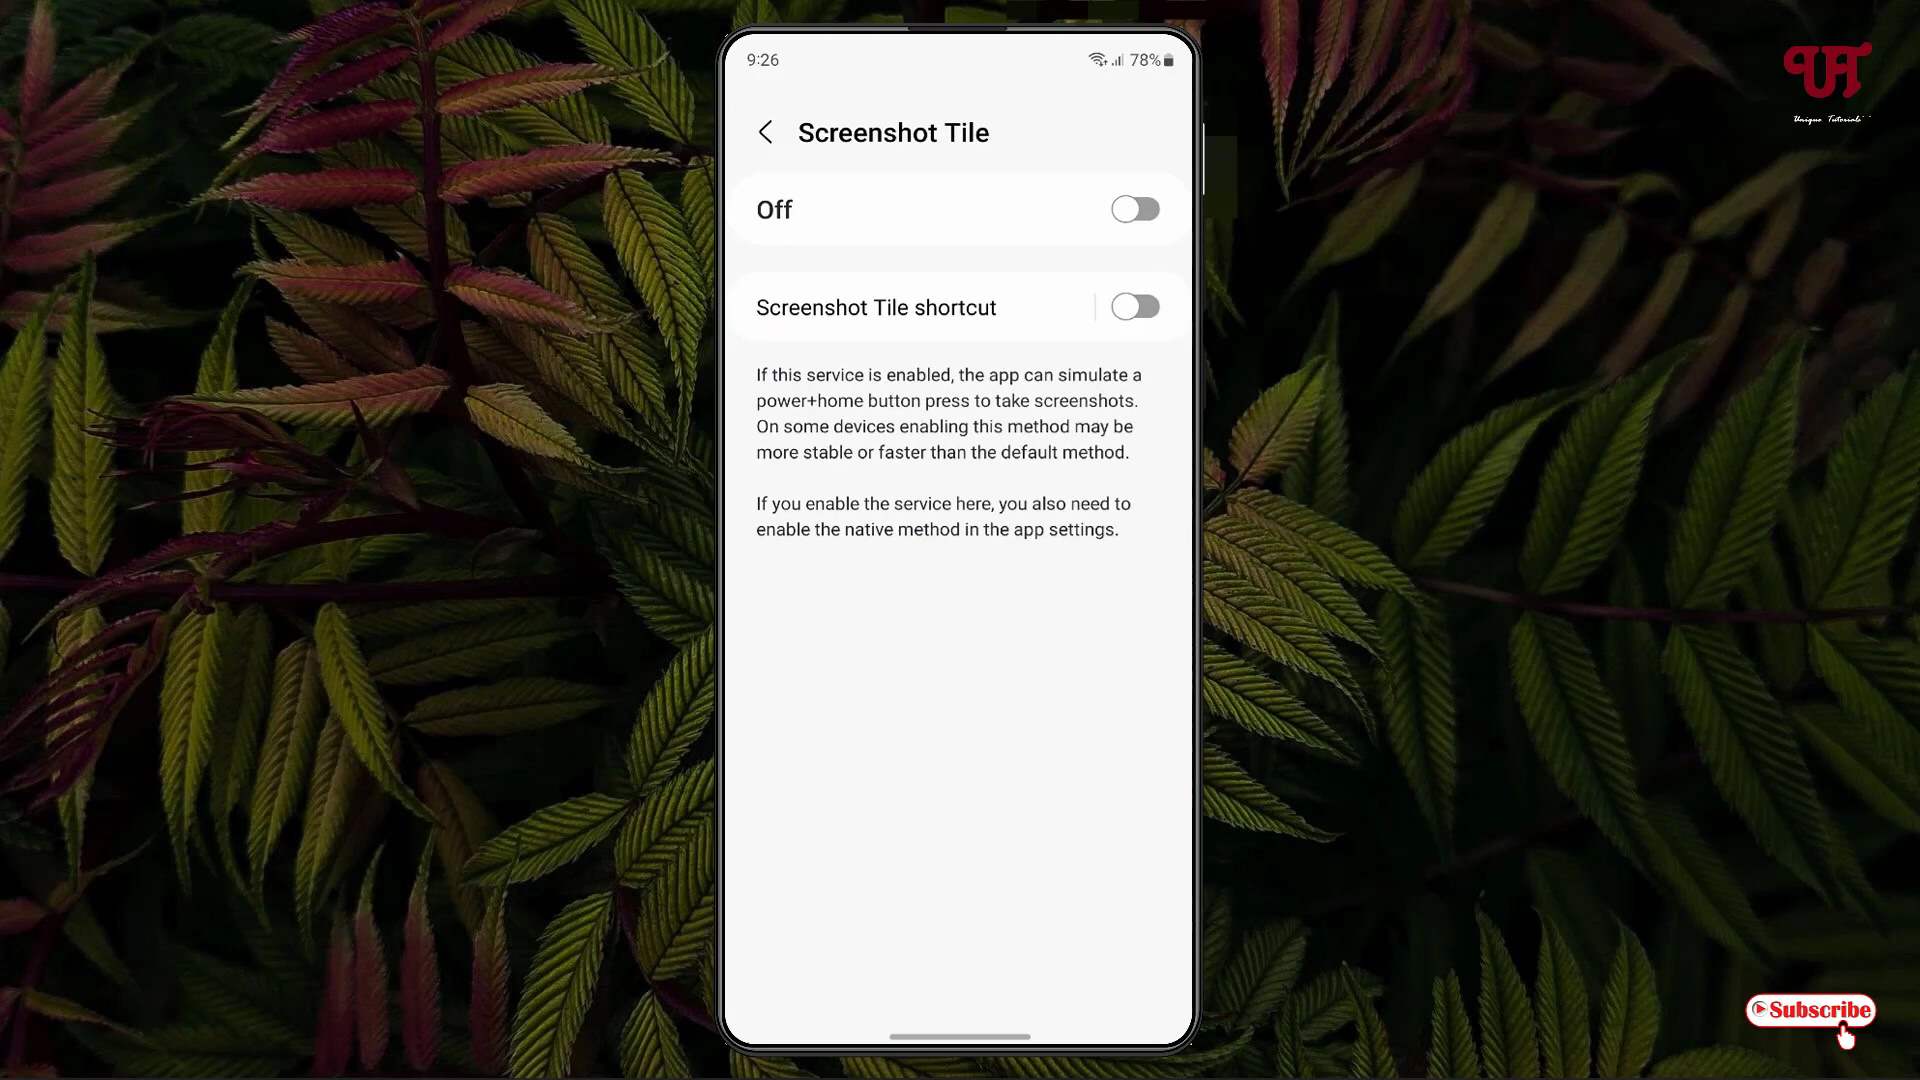 9:26
78%
Screenshot Tile
Off
Screenshot Tile shortcut
If this service is enabled, the app can simulate a
power+home button press to take screenshots.
On some devices enabling this method may be
more stable or faster than the default method.
If you enable the service here, you also need to
enable the native method in the app settings.
UT
Unique Tutorials
Subscribe